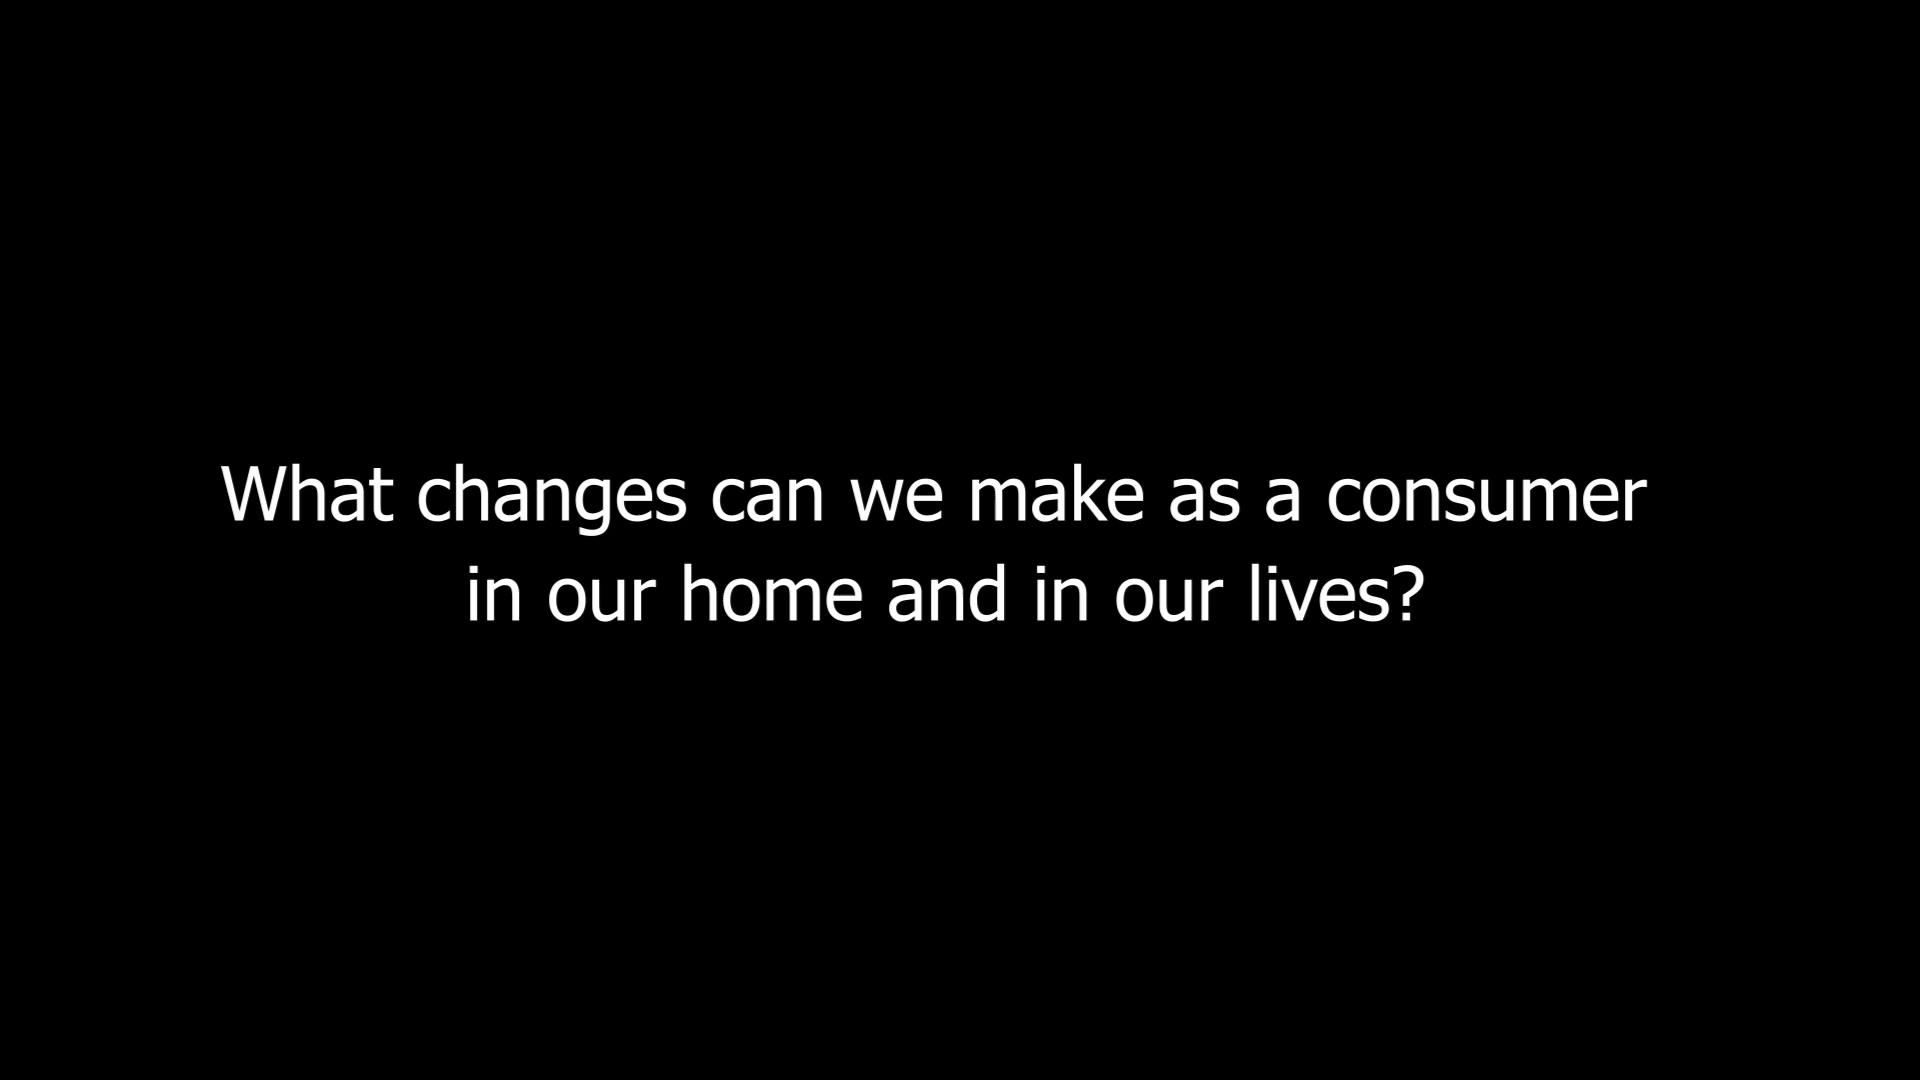 What changes can we make as a consumer
in our home and in our lives?